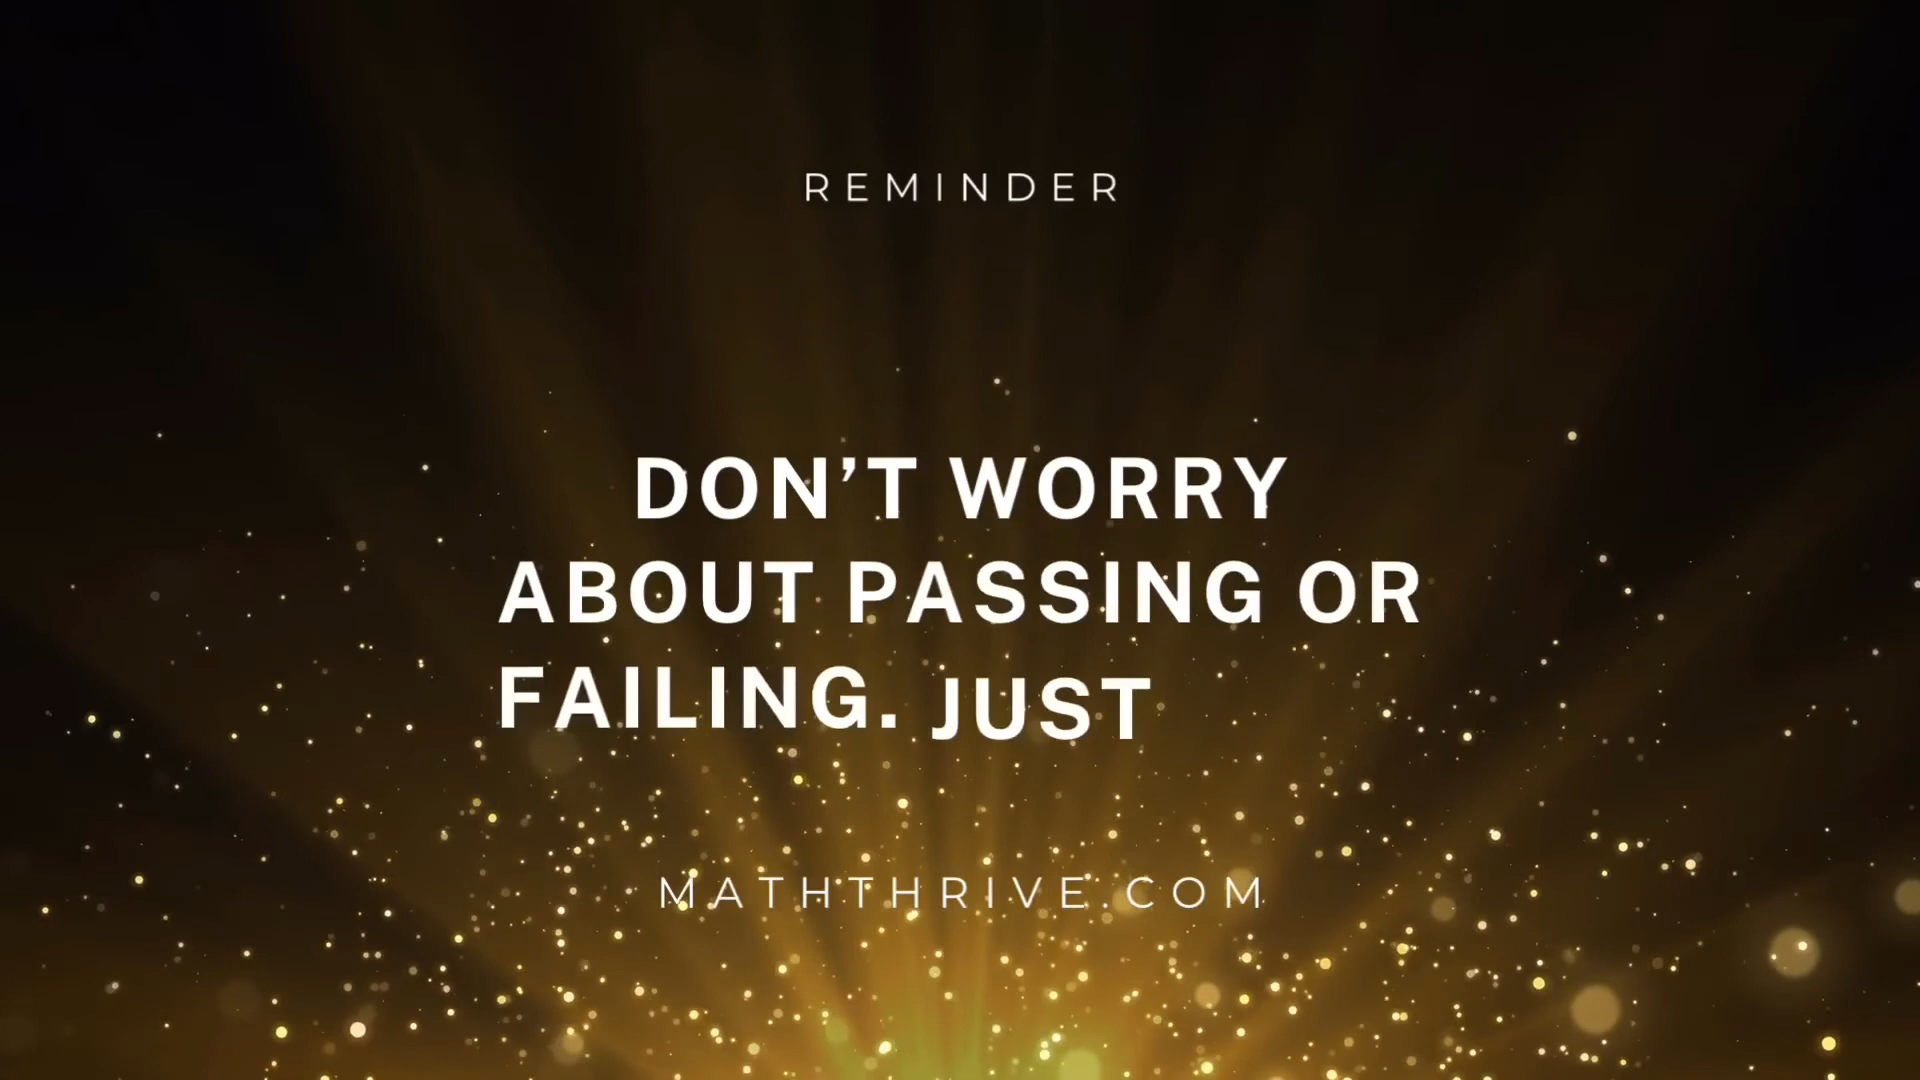 REMINDER
DON’T WORRY
ABOUT PASSING OR
FAILING. JUST
MATHTHRIVE.COM